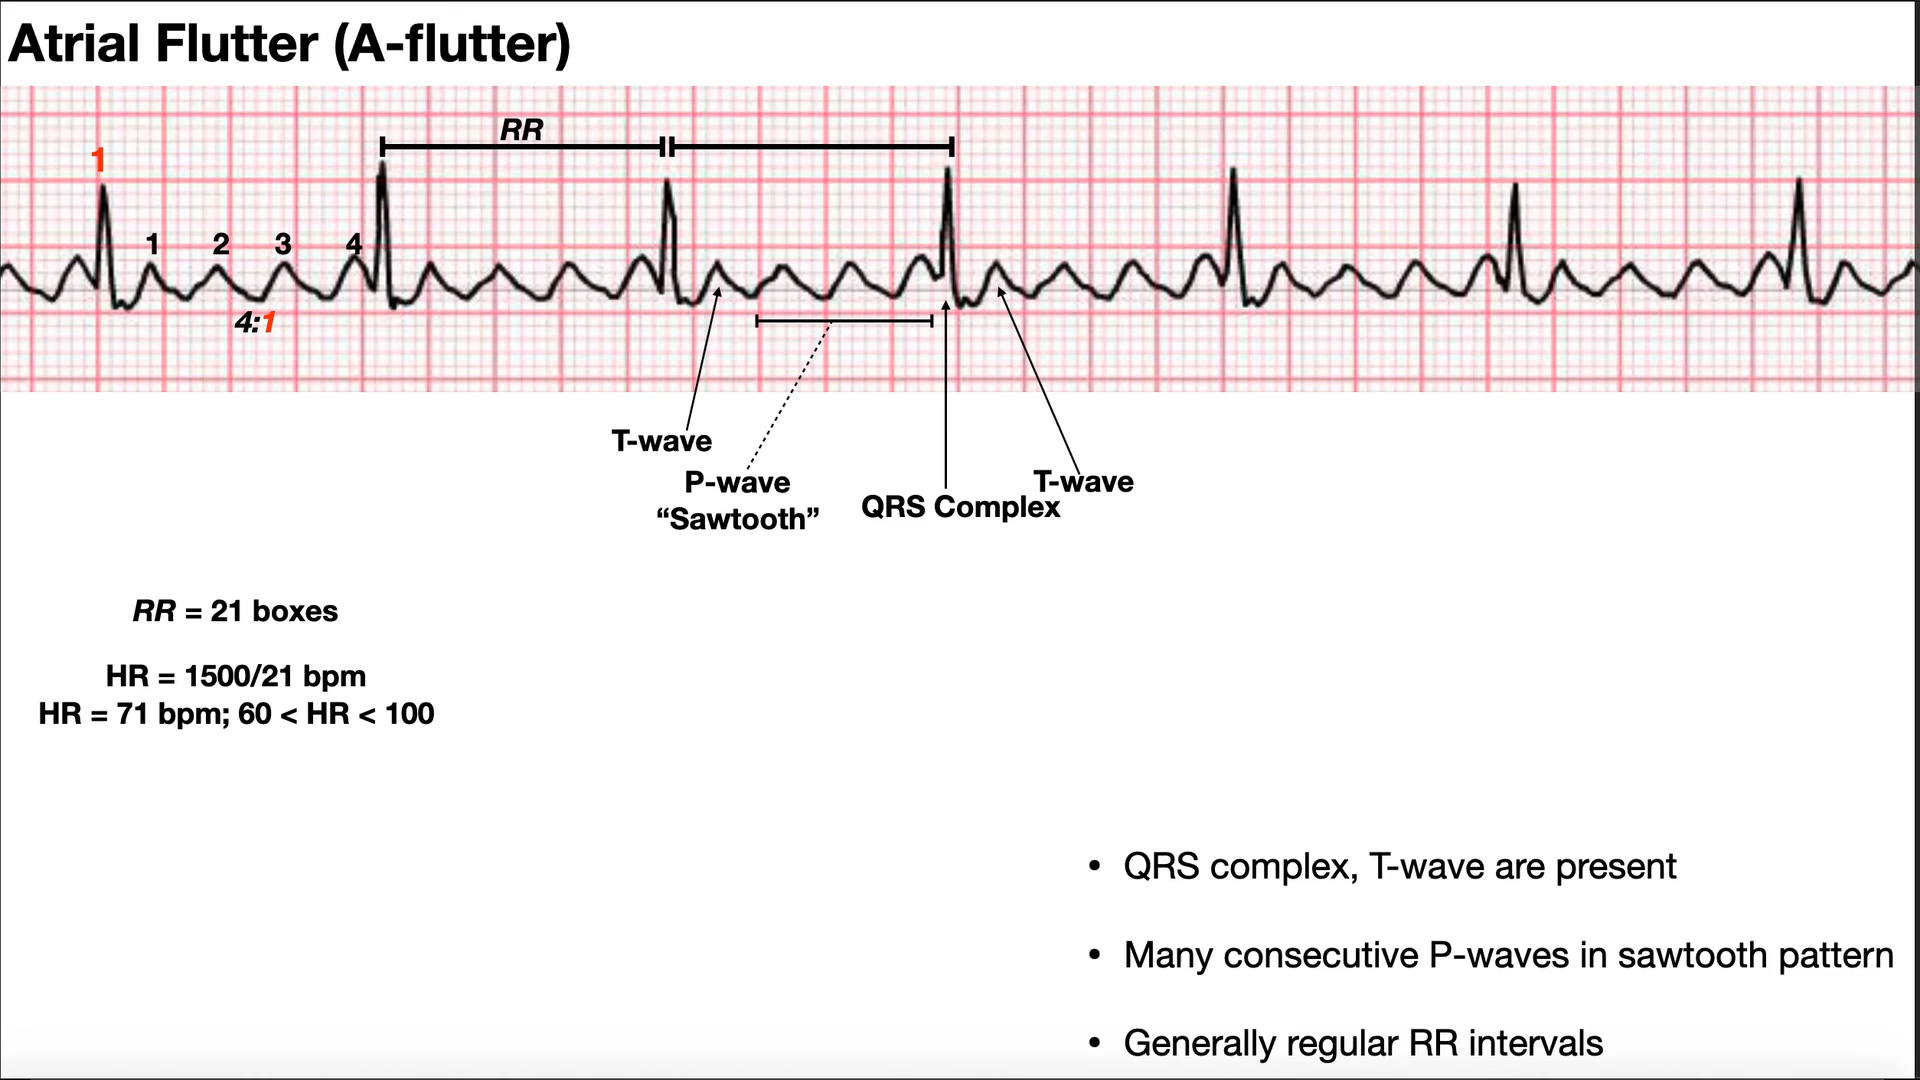 Atrial Flutter (A-flutter)
RR
1
1 2 3 4
4:1
T-wave
P-wave
“Sawtooth”
QRS Complex
T-wave
RR = 21 boxes
HR = 1500/21 bpm
HR = 71 bpm; 60 < HR < 100
• QRS complex, T-wave are present
• Many consecutive P-waves in sawtooth pattern
• Generally regular RR intervals